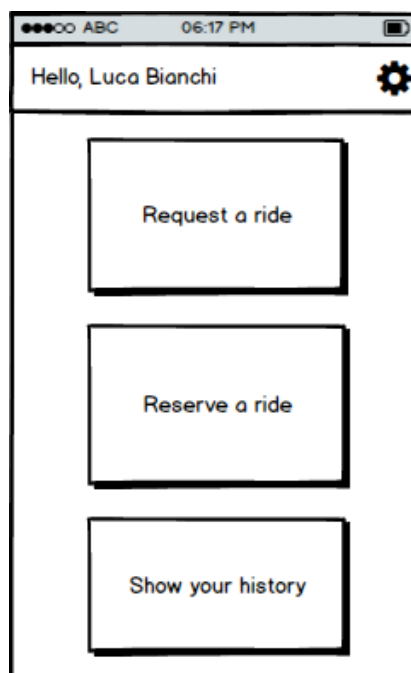 ABC 06:17 PM
Hello, Luca Bianchi
Request a ride
Reserve a ride
Show your history